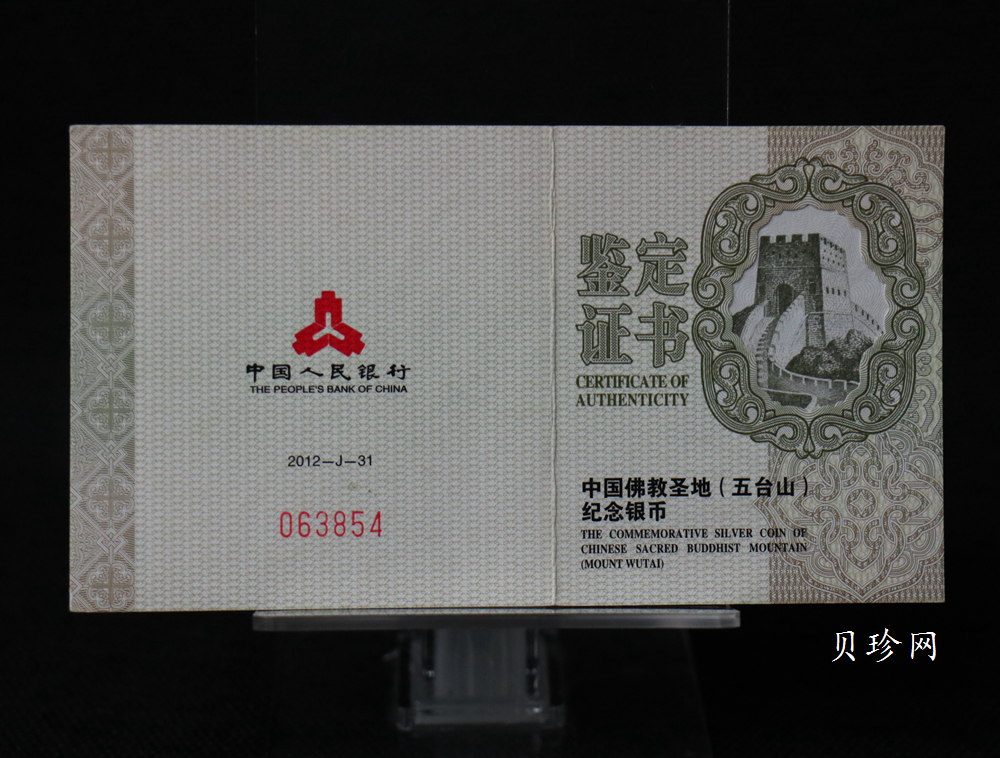 中国人民银行
THE PEOPLE'S BANK OF CHINA
2012—J—31
063854
鉴定
证书
CERTIFICATE OF
AUTHENTICITY
中国佛教圣地（五台山）
纪念银币
THE COMMEMORATIVE SILVER COIN OF
CHINESE SACRED BUDDHIST MOUNTAIN
(MOUNT WUTAI)
贝珍网